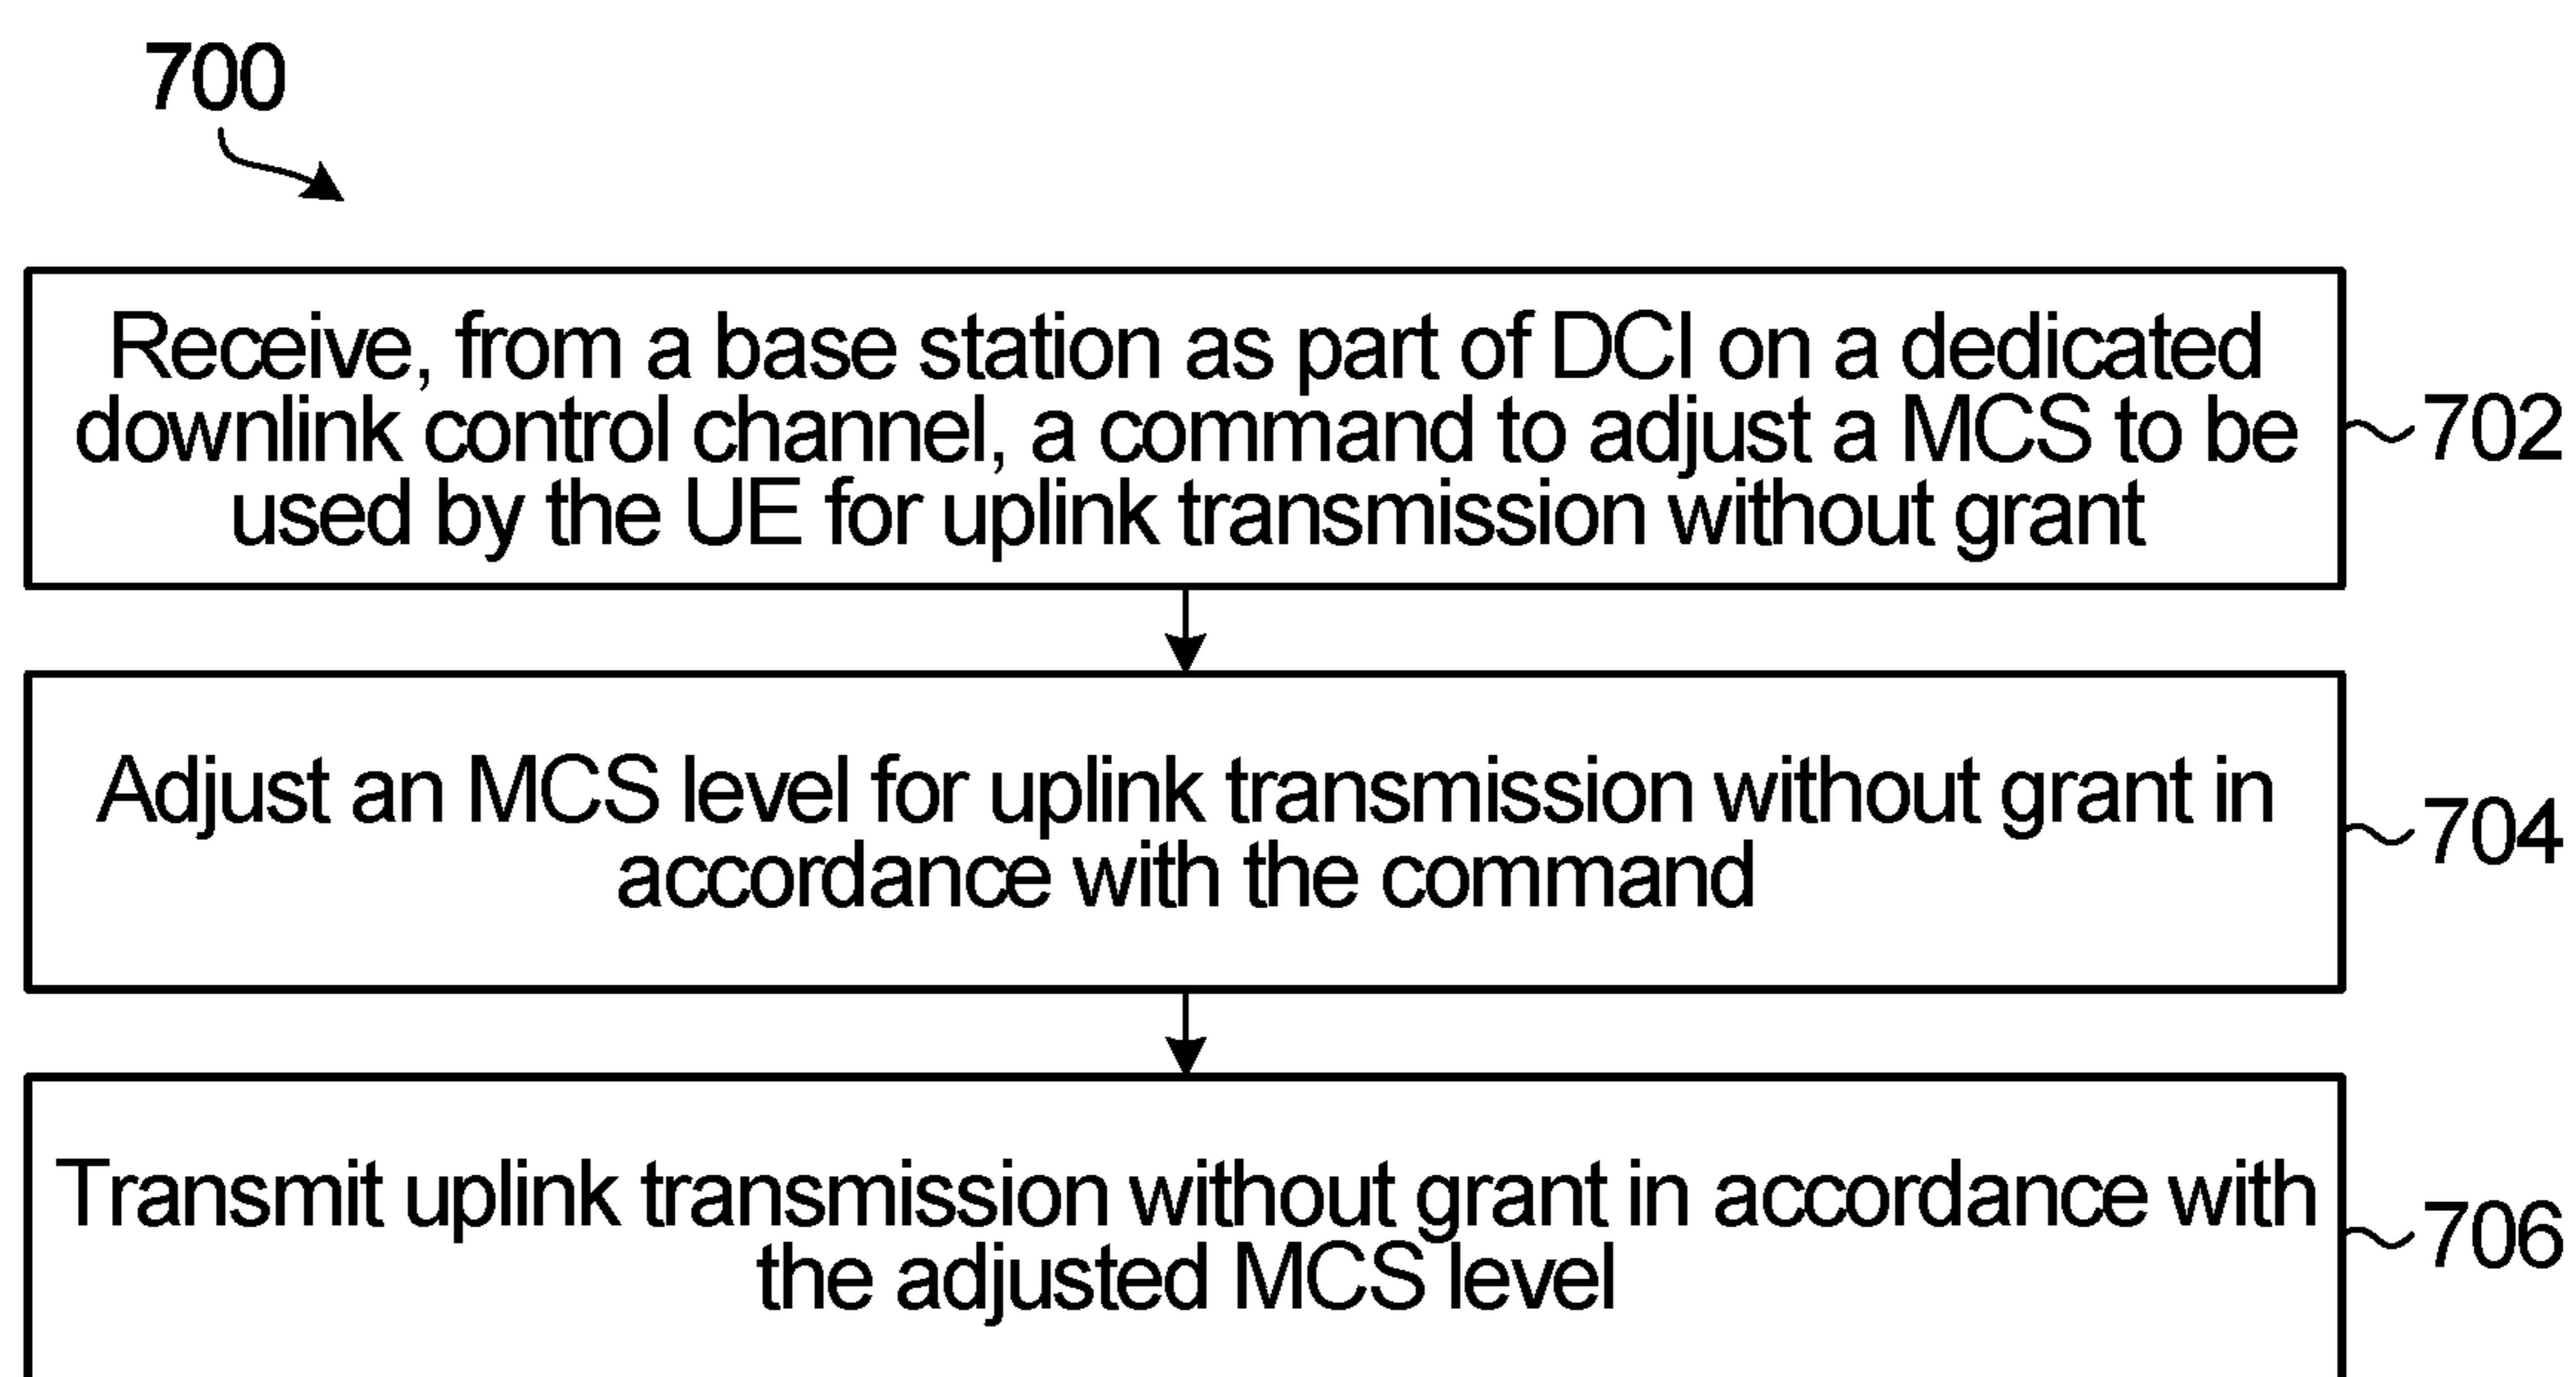 700
Receive, from a base station as part of DCI on a dedicated
downlink control channel, a command to adjust a MCS to be
used by the UE for uplink transmission without grant
702
Adjust an MCS level for uplink transmission without grant in
accordance with the command
704
Transmit uplink transmission without grant in accordance with
the adjusted MCS level
706